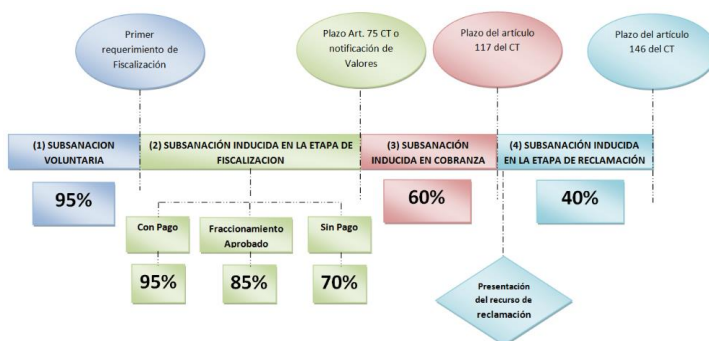 Primer
requerimiento de
Fiscalización
Plazo Art. 75 CT o
notificación de
Valores
Plazo del artículo
117 del CT
Plazo del artículo
146 del CT
(1) SUBSANACION
VOLUNTARIA
(2) SUBSANACIÓN INDUCIDA EN LA ETAPA DE
FISCALIZACION
(3) SUBSANACIÓN
INDUCIDA EN COBRANZA
(4) SUBSANACIÓN INDUCIDA
EN LA ETAPA DE RECLAMACIÓN
95%
60%
40%
Con Pago
Fraccionamiento
Aprobado
Sin Pago
95%
85%
70%
Presentación
del recurso de
reclamación